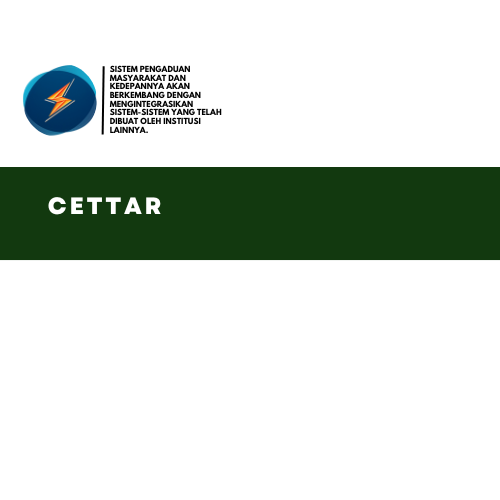 SISTEM PENGADUAN
MASYARAKAT DAN
KEDEPANNYA AKAN
BERKEMBANG DENGAN
MENGINTEGRASIKAN
SISTEM-SISTEM YANG TELAH
DIBUAT OLEH INSTITUSI
LAINNYA.
CETTAR